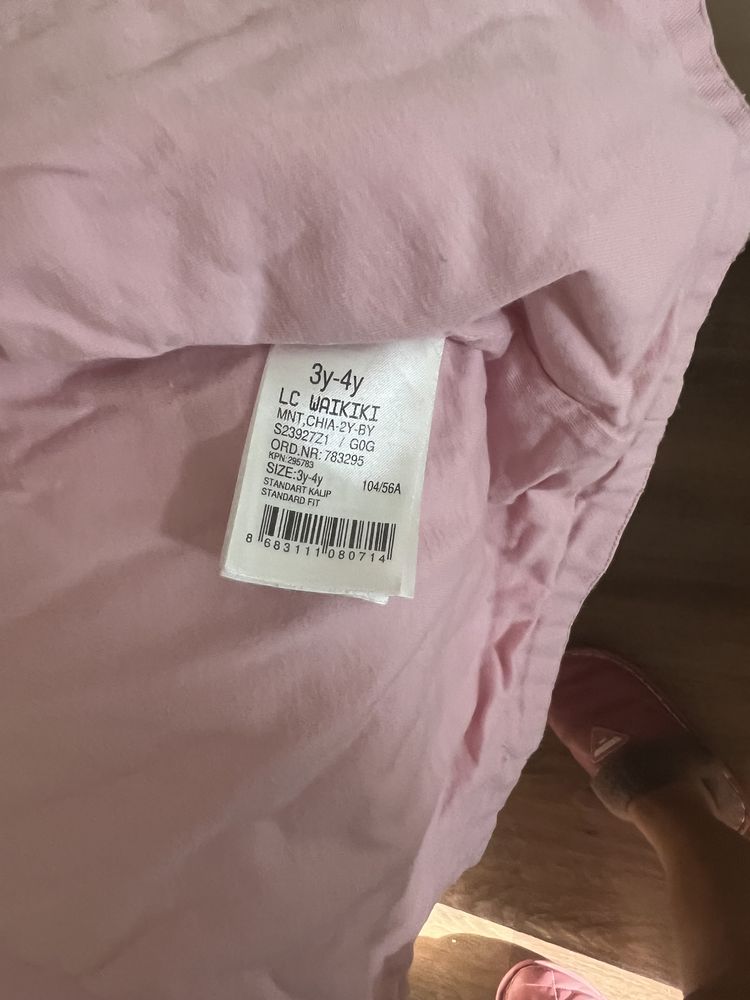 3y-4y
LC WAIKIKI
MNT,CHIA-2Y-BY
S23927Z1 / G0G
ORD.NR: 783295
KPN: 295783
SIZE:3y-4y 104/56A
STANDART KALIP
STANDARD FIT
8 683111 080714